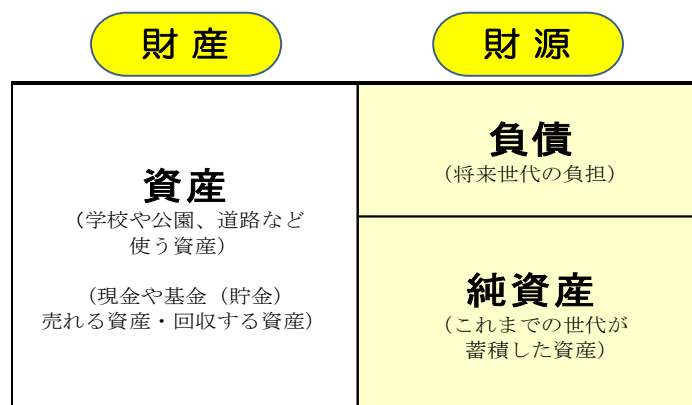 財産
財源
資産
（学校や公園、道路など
使う資産）
（現金や基金（貯金）
売れる資産・回収する資産）
負債
（将来世代の負担）
純資産
（これまでの世代が
蓄積した資産）